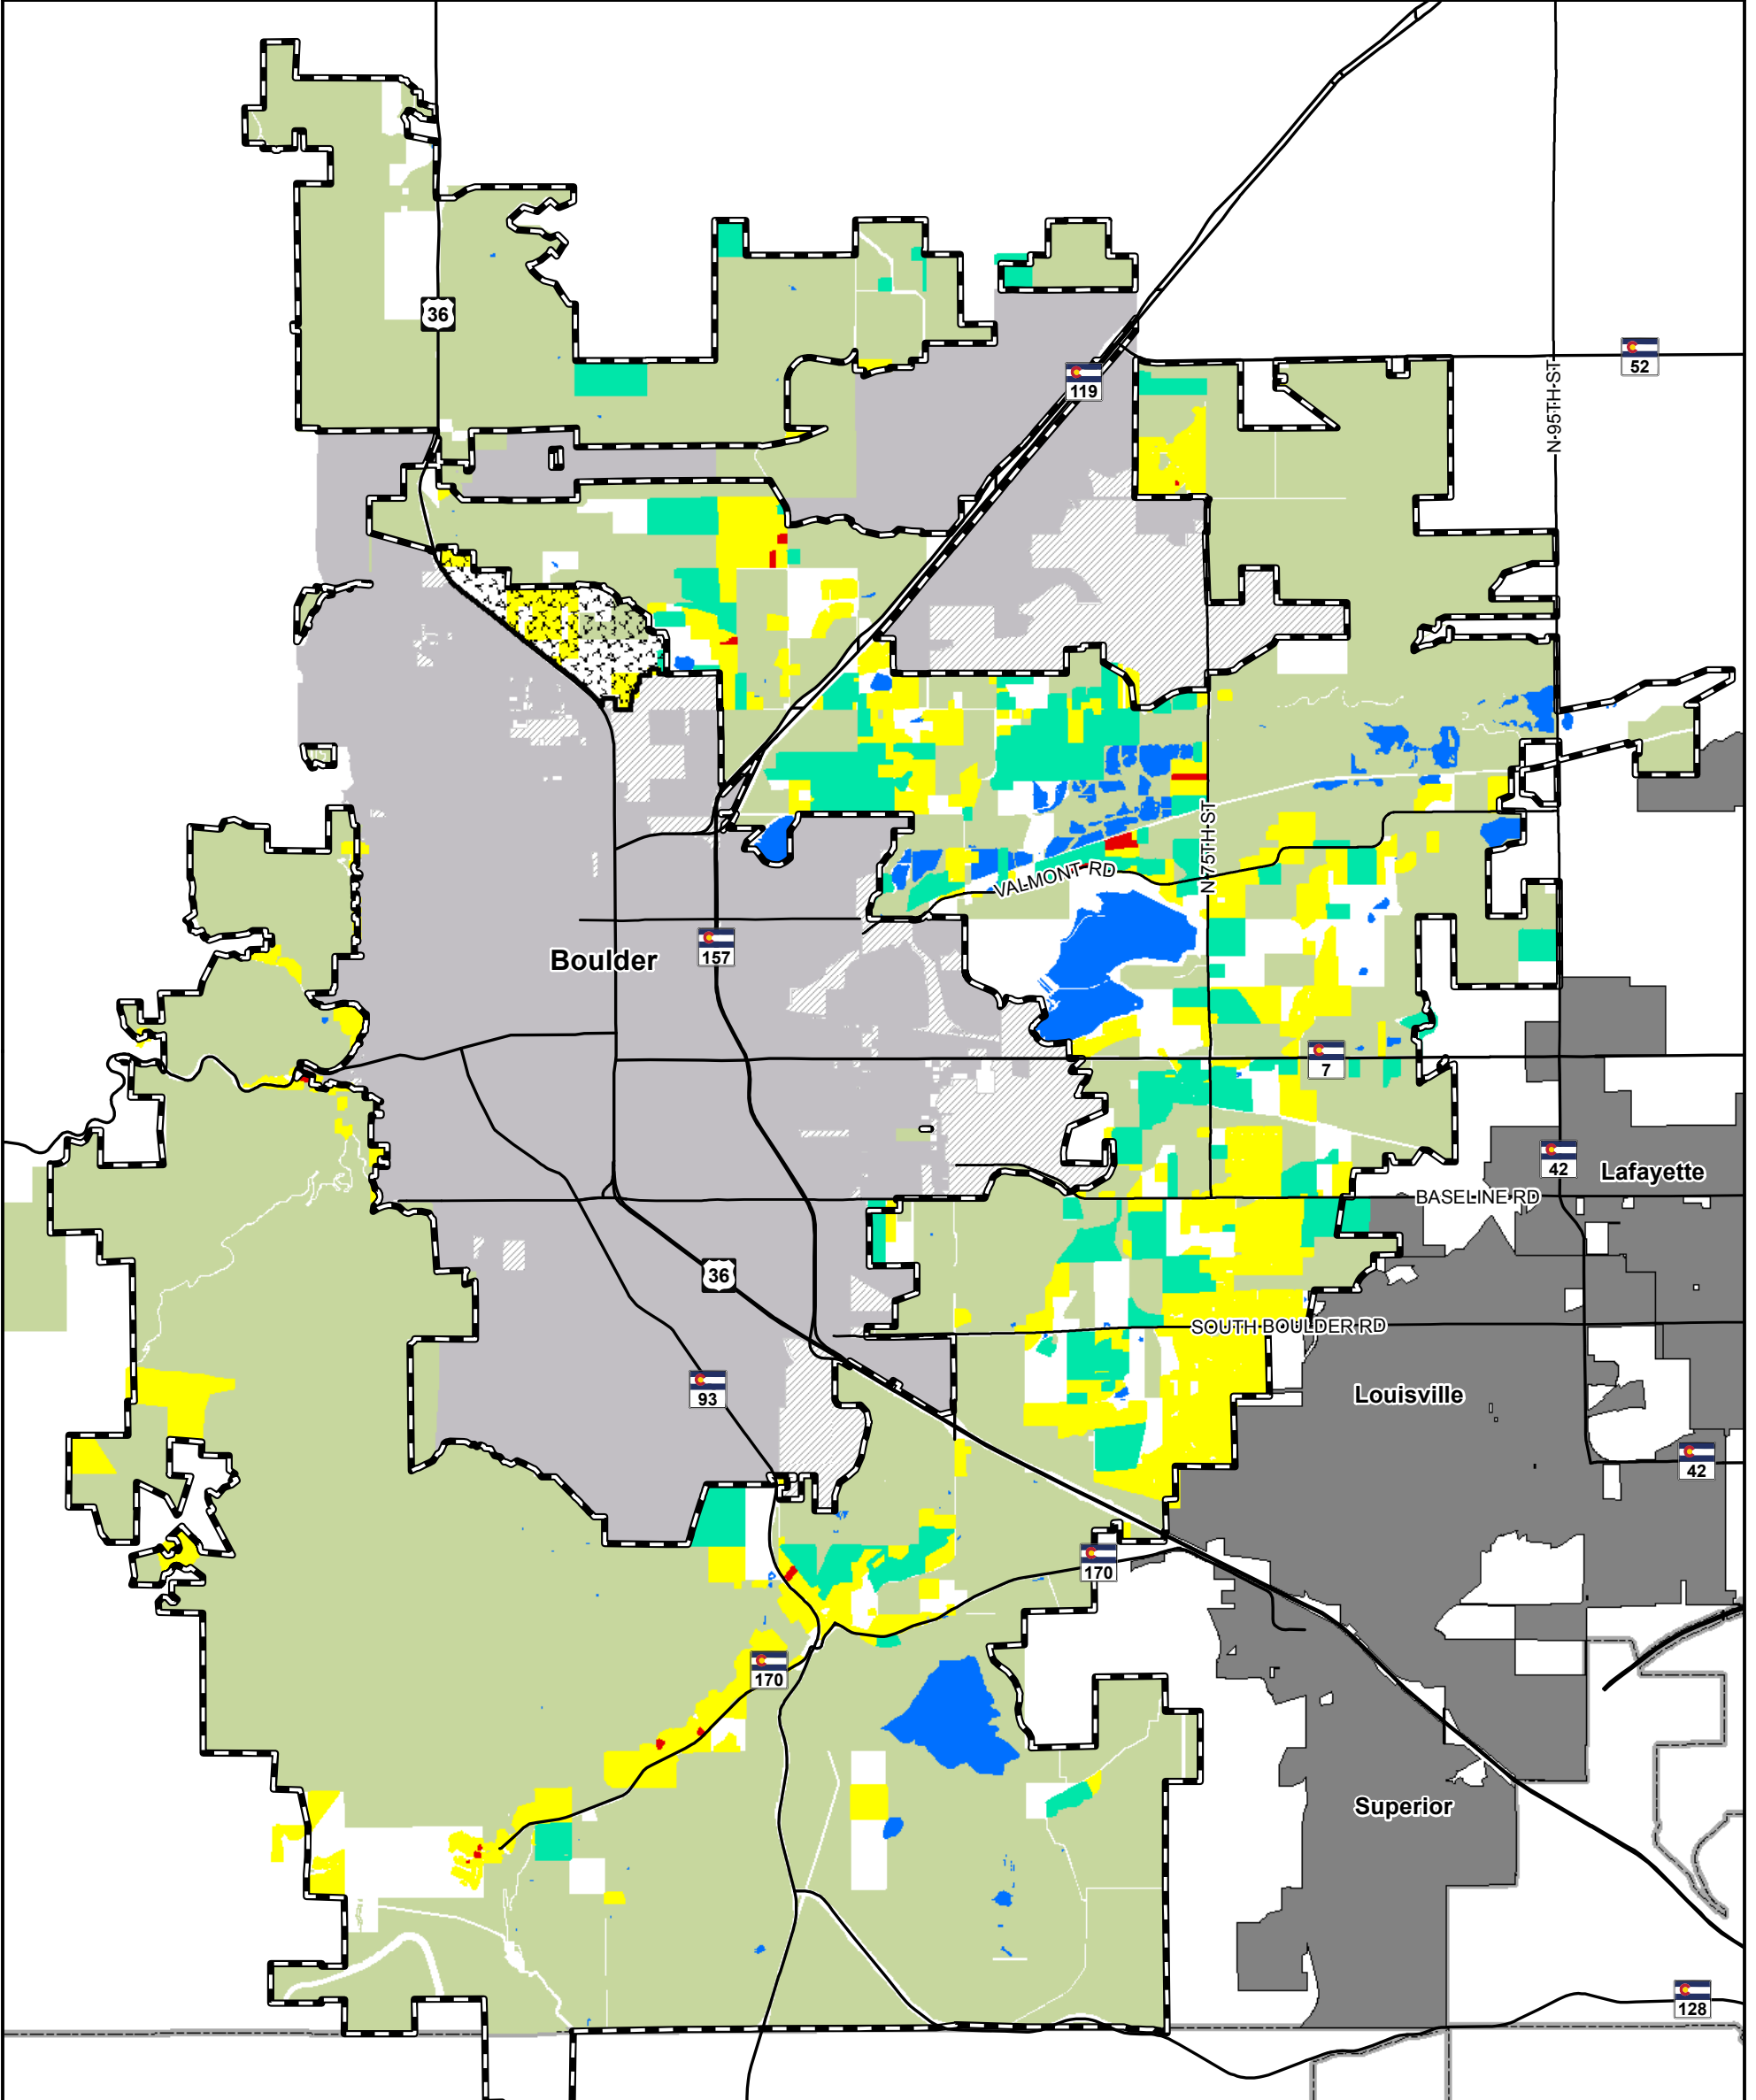 36
52
119
N 95TH ST
N 75TH ST
VALMONT RD
Boulder
157
7
42
Lafayette
BASELINE RD
36
SOUTH BOULDER RD
93
Louisville
42
170
170
Superior
128